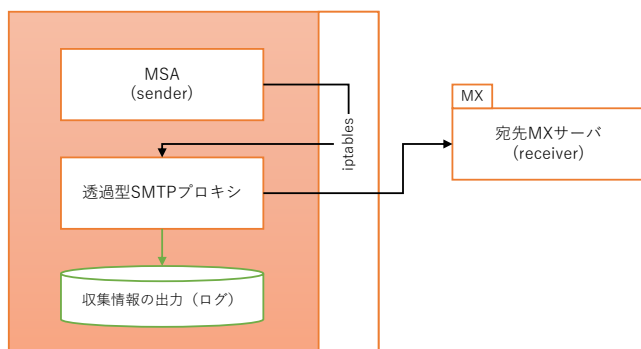 MSA
(sender)
iptables
MX
宛先MXサーバ
(receiver)
透過型SMTPプロキシ
収集情報の出力（ログ）